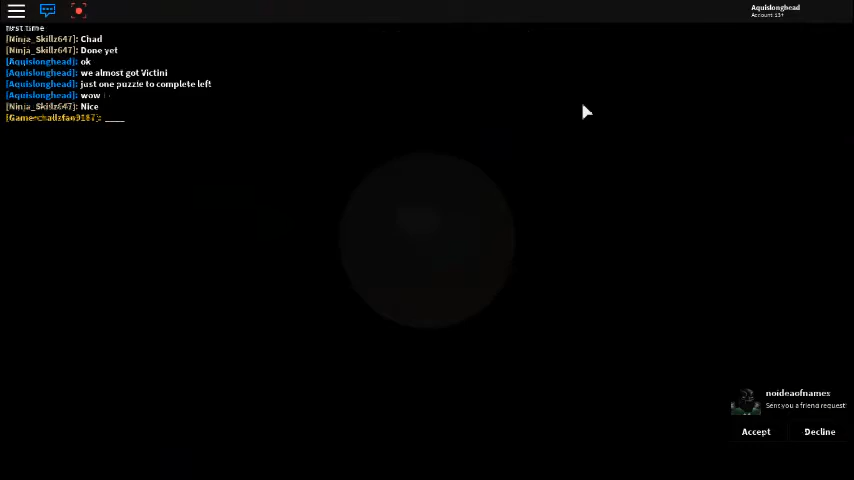 Aquislonghead
Account: 13+
first time
[Ninja_Skillz647]: Chad
[Ninja_Skillz647]: Done yet
[Aquislonghead]: ok
[Aquislonghead]: we almost got Victini
[Aquislonghead]: just one puzzle to complete left
[Aquislonghead]: wow
[Ninja_Skillz647]: Nice
____
noideaofnames
Sent you a friend request!
Accept
Decline